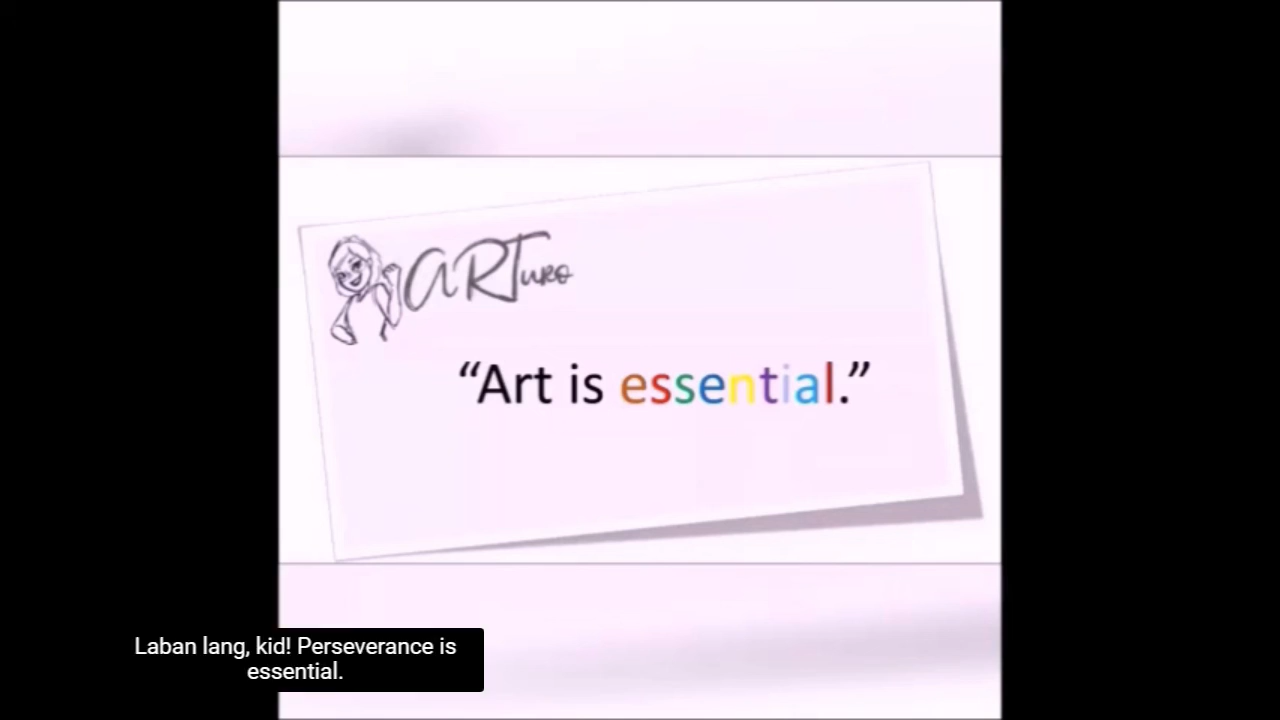 ARTuro
“Art is essential.”
Laban lang, kid! Perseverance is
essential.